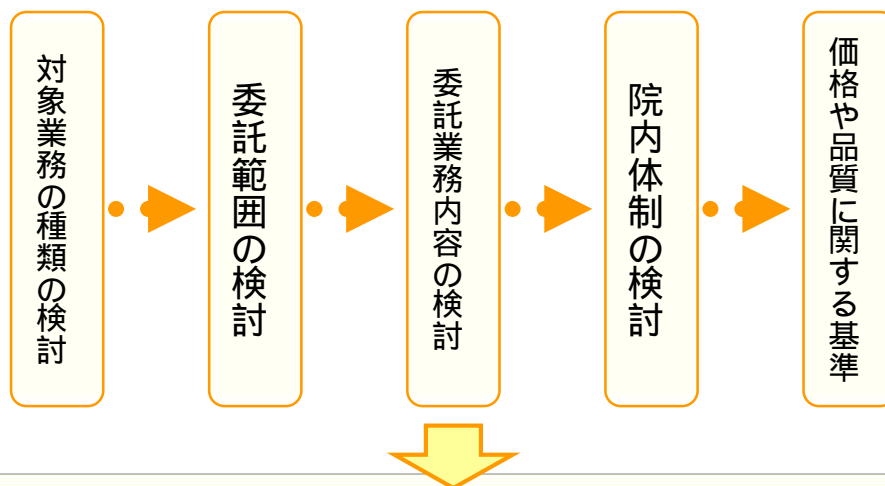 対象業務の種類の検討
委託範囲の検討
委託業務内容の検討
院内体制の検討
価格や品質に関する基準